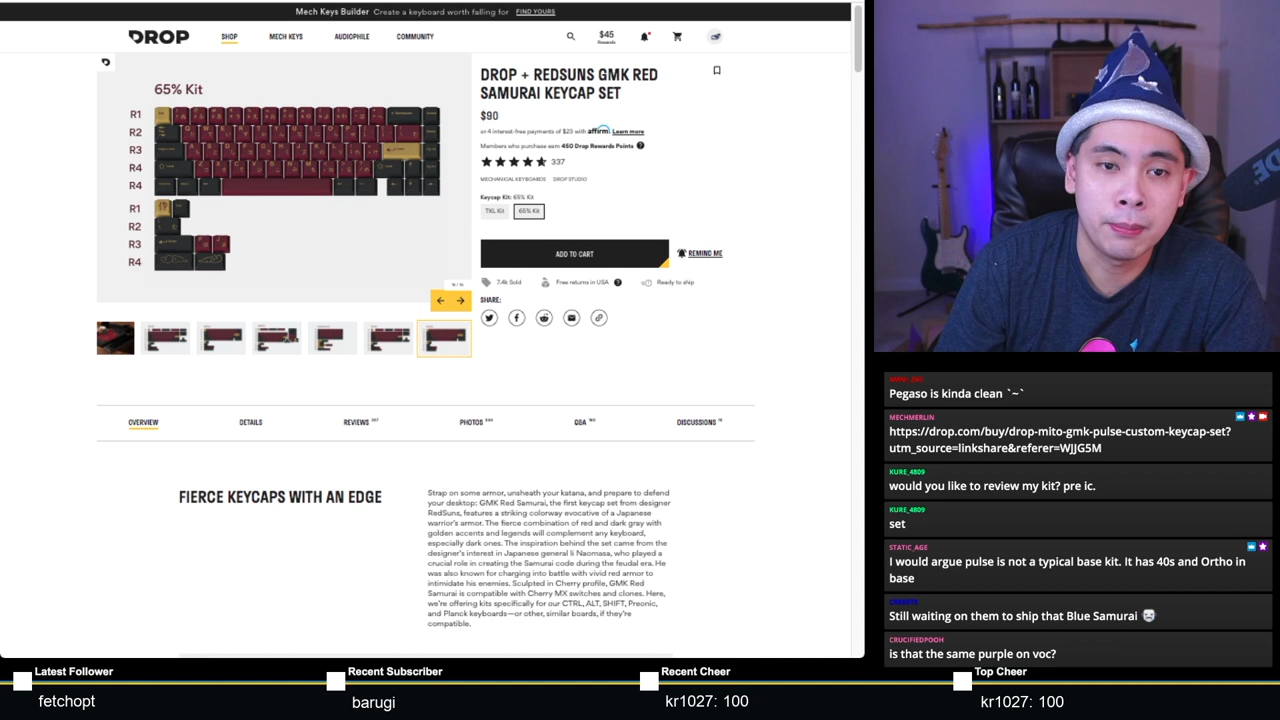 Mech Keys Builder Create a keyboard worth falling for FIND YOURS
DROP SHOP MECH KEYS AUDIOPHILE COMMUNITY $45
Rewards
65% Kit
R1
R2
R3
R4
R4
R1
R2
R3
R4
DROP + REDSUNS GMK RED
SAMURAI KEYCAP SET
$90
or 4 interest-free payments of $23 with affirm Learn more
Members who purchase earn 450 Drop Rewards Points ?
337
MECHANICAL KEYBOARDS DROP STUDIO
Keycap Kit: 65% Kit
TKL Kit 65% Kit
ADD TO CART REMIND ME
7.4k Sold Free returns in USA ? Ready to ship
SHARE:
OVERVIEW DETAILS REVIEWS PHOTOS Q&A DISCUSSIONS
FIERCE KEYCAPS WITH AN EDGE
Strap on some armor, unsheath your katana, and prepare to defend
your desktop: GMK Red Samurai, the first keycap set from designer
RedSuns, features a striking colorway evocative of a Japanese
warrior's armor. The fierce combination of red and dark gray with
golden accents and legends will complement any keyboard,
especially dark ones. The inspiration behind the set came from the
designer's interest in Japanese general Ii Naomasa, who played a
crucial role in creating the Samurai code during the feudal era. He
was also known for charging into battle with vivid red armor to
intimidate his enemies. Sculpted in Cherry profile, GMK Red
Samurai is compatible with Cherry MX switches and clones. Here,
we're offering kits specifically for our CTRL, ALT, SHIFT, Preonic,
and Planck keyboards—or other, similar boards, if they're
compatible.
Pegaso is kinda clean `~`
MECHMERLIN
https://drop.com/buy/drop-mito-gmk-pulse-custom-keycap-set?
utm_source=linkshare&referer=WJJG5M
KURE_4809
would you like to review my kit? pre ic.
KURE_4809
set
STATIC_AGE
I would argue pulse is not a typical base kit. It has 40s and Ortho in
base
Still waiting on them to ship that Blue Samurai
CRUCIFIEDPOOH
is that the same purple on voc?
Latest Follower
fetchopt
Recent Subscriber
barugi
Recent Cheer
kr1027: 100
Top Cheer
kr1027: 100